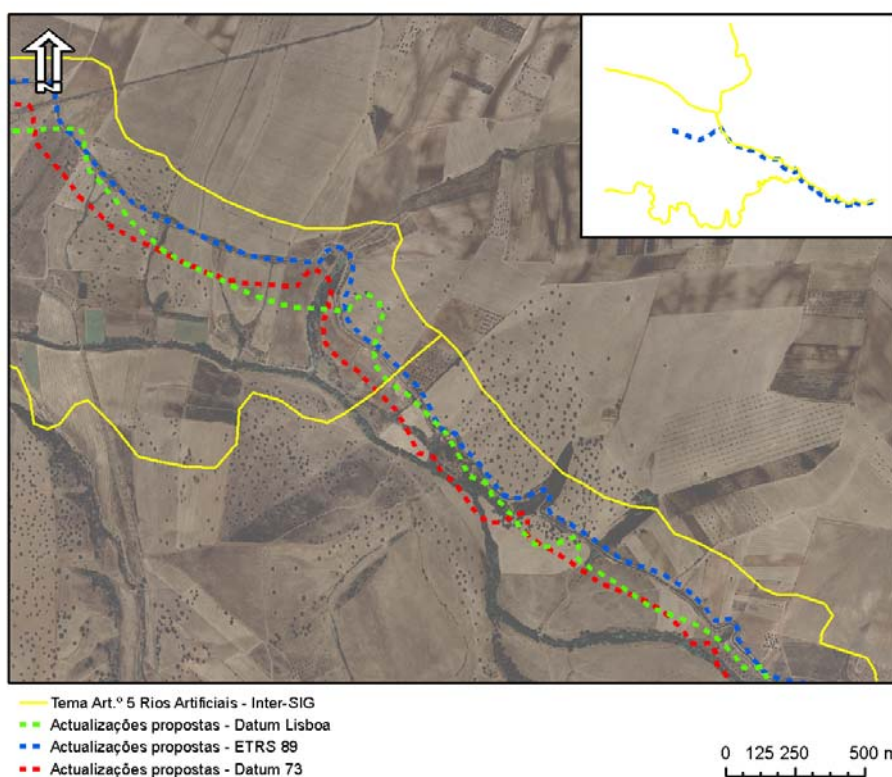 N
Tema Art.º 5 Rios Artificiais - Inter-SIG
Actualizações propostas - Datum Lisboa
Actualizações propostas - ETRS 89
Actualizações propostas - Datum 73
0 125 250 500 m